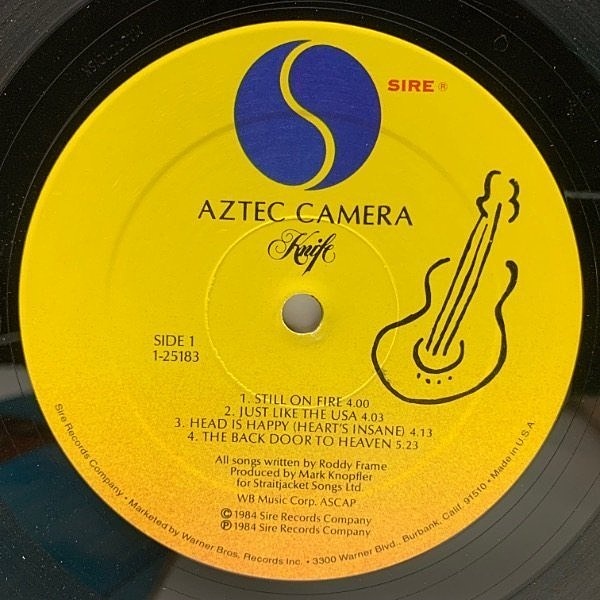 SIRE ®
AZTEC CAMERA
Knife
SIDE 1
1-25183
1. STILL ON FIRE 4.00
2. JUST LIKE THE USA 4.03
3. HEAD IS HAPPY (HEART'S INSANE) 4.13
4. THE BACK DOOR TO HEAVEN 5.23
All songs written by Roddy Frame
Produced by Mark Knopfler
for Straitjacket Songs Ltd.
WB Music Corp. ASCAP
©1984 Sire Records Company
℗1984 Sire Records Company
Sire Records Company • Marketed by Warner Bros. Records Inc. • 3300 Warner Blvd., Burbank, Calif. 91510 • Made in U.S.A.